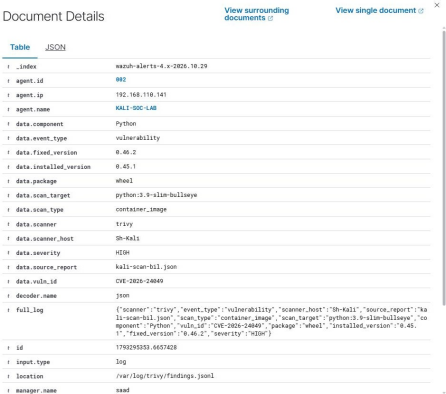 Document Details
View surrounding documents
View single document
Table JSON
t _index wazuh-alerts-4.x-2026.10.29
t agent.id 002
t agent.ip 192.168.110.141
t agent.name KALI-SOC-LAB
t data.component Python
t data.event_type vulnerability
t data.fixed_version 0.46.2
t data.installed_version 0.45.1
t data.package wheel
t data.scan_target python:3.9-slim-bullseye
t data.scan_type container_image
t data.scanner trivy
t data.scanner_host Sh-Kali
t data.severity HIGH
t data.source_report kali-scan-bil.json
t data.vuln_id CVE-2026-24049
t decoder.name json
t full_log {"scanner":"trivy","event_type":"vulnerability","scanner_host":"Sh-Kali","source_report":"ka
li-scan-bil.json","scan_type":"container_image","scan_target":"python:3.9-slim-bullseye","co
mponent":"Python","vuln_id":"CVE-2026-24049","package":"wheel","installed_version":"0.45.
1","fixed_version":"0.46.2","severity":"HIGH"}
t id 1793295353.6657428
t input.type log
t location /var/log/trivy/findings.jsonl
t manager.name saad